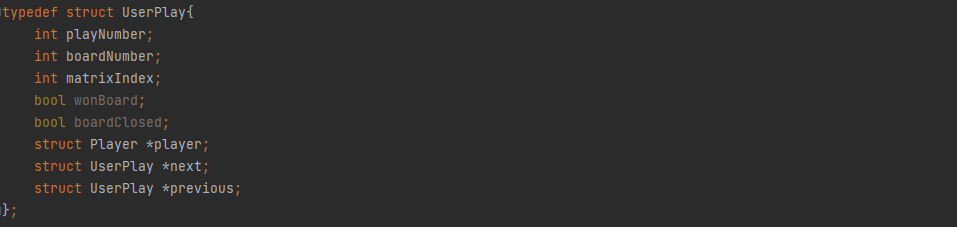 typedef struct UserPlay{
    int playNumber;
    int boardNumber;
    int matrixIndex;
    bool wonBoard;
    bool boardClosed;
    struct Player *player;
    struct UserPlay *next;
    struct UserPlay *previous;
};